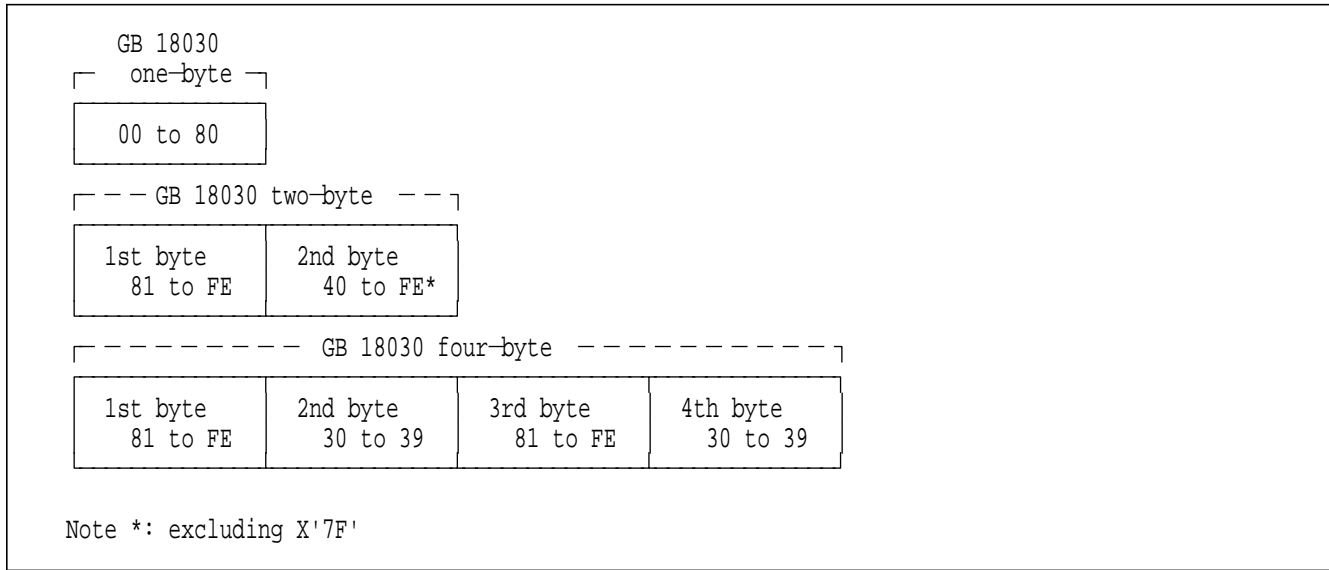 GB 18030
one-byte
00 to 80
GB 18030 two-byte
1st byte 2nd byte
81 to FE 40 to FE*
GB 18030 four-byte
1st byte 2nd byte 3rd byte 4th byte
81 to FE 30 to 39 81 to FE 30 to 39
Note *: excluding X'7F'